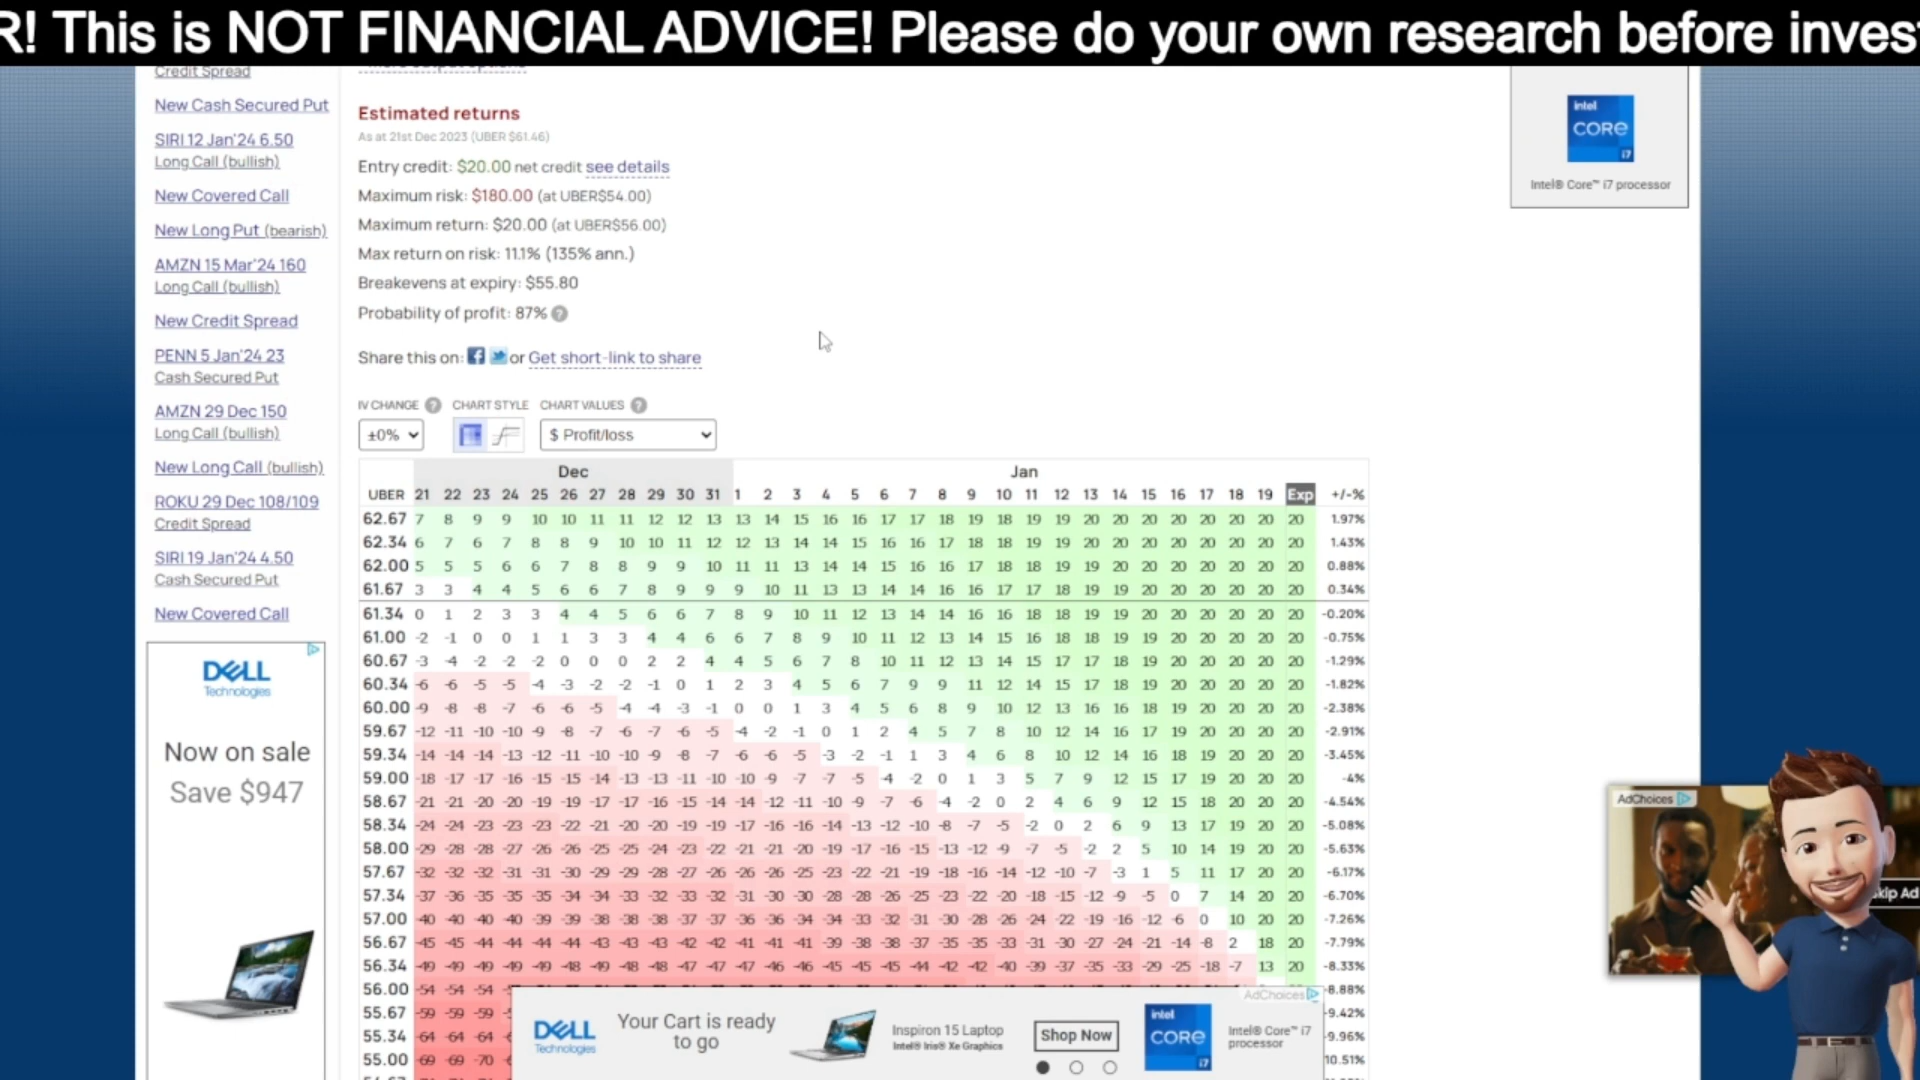 R! This is NOT FINANCIAL ADVICE! Please do your own research before invest
Credit Spread
New Cash Secured Put
SIRI 12 Jan'24 6.50
Long Call (bullish)
New Covered Call
New Long Put (bearish)
AMZN 15 Mar'24 160
Long Call (bullish)
New Credit Spread
PENN 5 Jan'24 23
Cash Secured Put
AMZN 29 Dec 150
Long Call (bullish)
New Long Call (bullish)
ROKU 29 Dec 108/109
Credit Spread
SIRI 19 Jan'24 4.50
Cash Secured Put
New Covered Call
DELL
Technologies
Now on sale
Save $947
Estimated returns
As at 21st Dec 2023 (UBER $61.46)
Entry credit: $20.00 net credit see details
Maximum risk: $180.00 (at UBER$54.00)
Maximum return: $20.00 (at UBER$56.00)
Max return on risk: 11.1% (135% ann.)
Breakevens at expiry: $55.80
Probability of profit: 87% ?
Share this on: or Get short-link to share
IV CHANGE ? CHART STYLE CHART VALUES ?
±0% $ Profit/loss
Dec Jan
UBER 21 22 23 24 25 26 27 28 29 30 31 1 2 3 4 5 6 7 8 9 10 11 12 13 14 15 16 17 18 19 Exp +/-%
62.67 7 8 9 9 10 10 11 11 12 12 13 13 14 15 16 16 17 17 18 19 18 19 19 20 20 20 20 20 20 20 20 1.97%
62.34 6 7 6 7 8 8 9 10 10 11 12 12 13 14 14 15 16 16 17 18 18 19 19 20 20 20 20 20 20 20 20 1.43%
62.00 5 5 5 6 6 7 8 8 9 9 10 11 11 13 14 14 15 16 16 17 18 18 19 19 20 20 20 20 20 20 20 0.88%
61.67 3 3 4 4 5 6 6 7 8 9 9 9 10 11 13 13 14 14 16 16 17 17 18 19 19 20 20 20 20 20 20 0.34%
61.34 0 1 2 3 3 4 4 5 6 6 7 8 9 10 11 12 13 14 14 16 16 18 18 19 19 20 20 20 20 20 20 -0.20%
61.00 -2 -1 0 0 1 1 3 3 4 4 6 6 7 8 9 10 11 12 13 14 15 16 18 18 19 19 20 20 20 20 20 -0.75%
60.67 -3 -4 -2 -2 -2 0 0 0 2 2 4 4 5 6 7 8 10 11 12 13 14 15 17 17 18 19 20 20 20 20 20 -1.29%
60.34 -6 -6 -5 -5 -4 -3 -2 -2 -1 0 1 2 3 4 5 6 7 9 9 11 12 14 15 17 18 19 20 20 20 20 20 -1.82%
60.00 -9 -8 -8 -7 -6 -6 -5 -4 -4 -3 -1 0 0 1 3 4 5 6 8 9 10 12 13 16 16 18 19 20 20 20 20 -2.38%
59.67 -12 -11 -10 -10 -9 -8 -7 -6 -7 -6 -5 -4 -2 -1 0 1 2 4 5 7 8 10 12 14 16 17 19 20 20 20 20 -2.91%
59.34 -14 -14 -14 -13 -12 -11 -10 -10 -9 -8 -7 -6 -6 -5 -3 -2 -1 1 3 4 6 8 10 12 14 16 18 19 20 20 20 -3.45%
59.00 -18 -17 -17 -16 -15 -15 -14 -13 -13 -11 -10 -10 -9 -7 -7 -5 -4 -2 0 1 3 5 7 9 12 15 17 19 20 20 20 -4%
58.67 -21 -21 -20 -20 -19 -19 -17 -17 -16 -15 -14 -14 -12 -11 -10 -9 -7 -6 -4 -2 0 2 4 6 9 12 15 18 20 20 20 -4.54%
58.34 -24 -24 -23 -23 -23 -22 -21 -20 -20 -19 -19 -17 -16 -16 -14 -13 -12 -10 -8 -7 -5 -2 0 2 6 9 13 17 19 20 20 -5.08%
58.00 -29 -28 -28 -27 -26 -26 -25 -25 -24 -23 -22 -21 -21 -20 -19 -17 -16 -15 -13 -12 -9 -7 -5 -2 2 5 10 14 19 20 20 -5.63%
57.67 -32 -32 -32 -31 -31 -30 -29 -29 -28 -27 -26 -26 -26 -25 -23 -22 -21 -19 -18 -16 -14 -12 -10 -7 -3 1 5 11 17 20 20 -6.17%
57.34 -37 -36 -35 -35 -35 -34 -34 -33 -32 -33 -32 -31 -30 -30 -28 -28 -26 -25 -23 -22 -20 -18 -15 -12 -9 -5 0 7 14 20 20 -6.70%
57.00 -40 -40 -40 -40 -39 -39 -38 -38 -38 -37 -37 -36 -36 -34 -34 -33 -32 -31 -30 -28 -26 -24 -22 -19 -16 -12 -6 0 10 20 20 -7.26%
56.67 -45 -45 -44 -44 -44 -44 -43 -43 -43 -42 -42 -41 -41 -41 -39 -38 -38 -37 -35 -35 -33 -31 -30 -27 -24 -21 -14 -8 2 18 20 -7.79%
56.34 -49 -49 -49 -49 -48 -49 -48 -48 -47 -47 -47 -46 -46 -45 -45 -45 -44 -42 -42 -40 -39 -37 -35 -33 -29 -25 -18 -7 13 20 -8.33%
56.00 -54 -54 -54 -8.88%
55.67 -59 -59 -59 -9.42%
55.34 -64 -64 -64 -9.96%
55.00 -69 -69 -70 10.51%
AdChoices
DELL
Technologies
Your Cart is ready
to go
Inspiron 15 Laptop
Intel® Iris® Xe Graphics
Shop Now
intel
CORE
i7
Intel® Core™ i7
processor
intel
CORE
i7
Intel® Core™ i7 processor
AdChoices
kip Ad